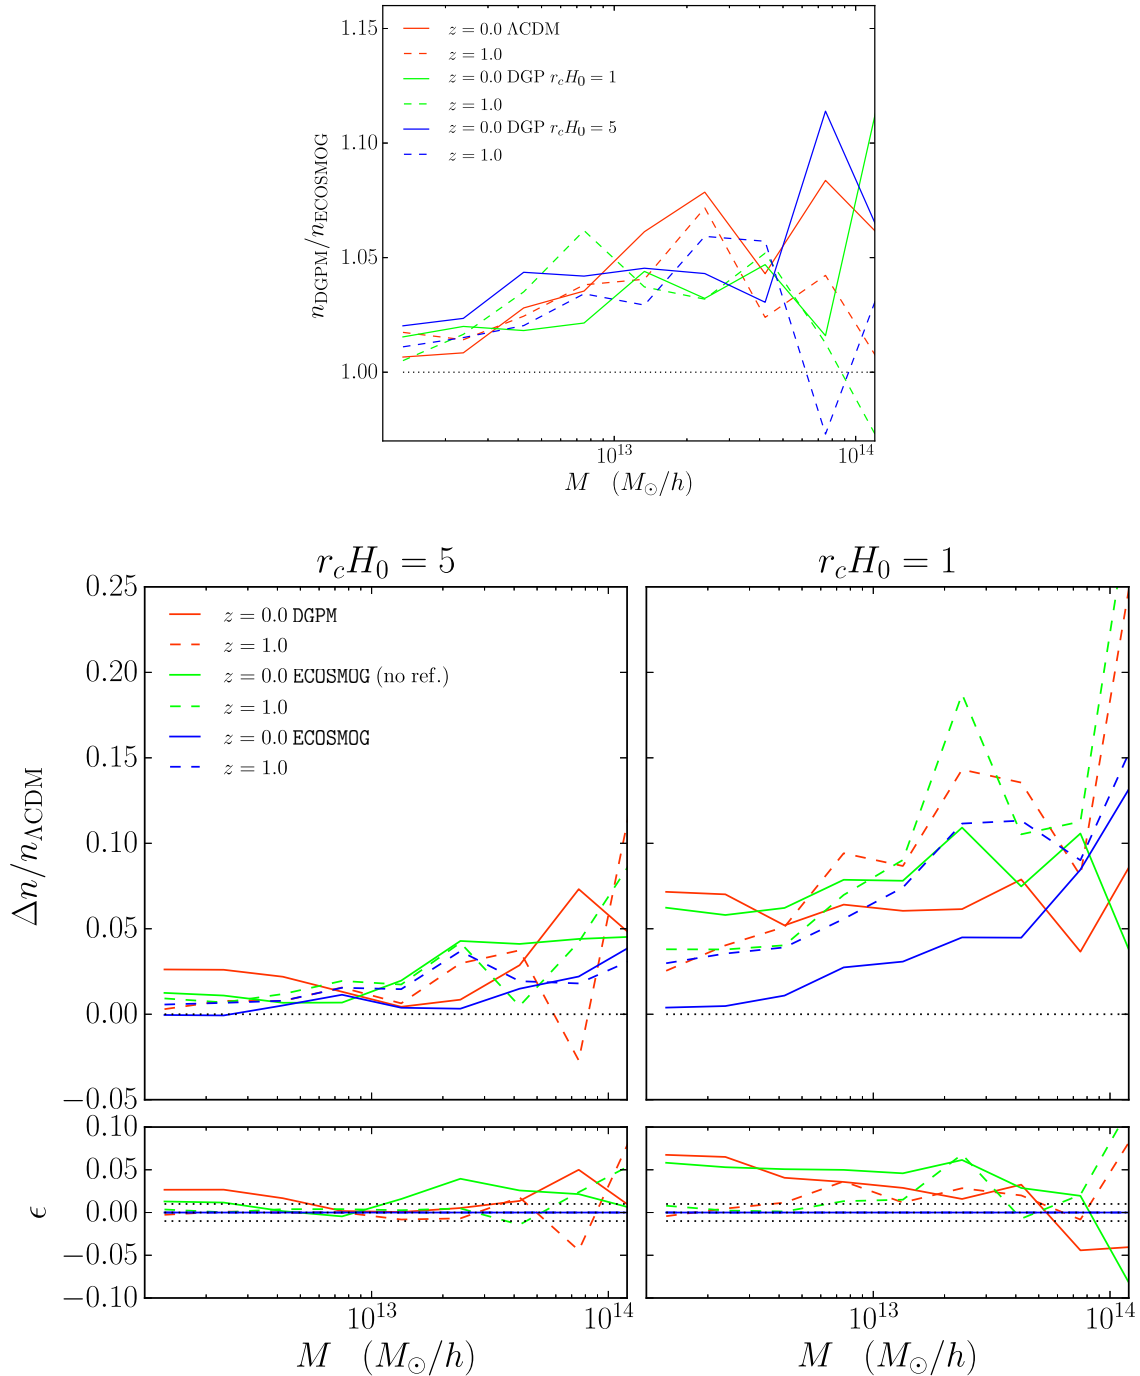 z = 0.0 ΛCDM
z = 1.0
z = 0.0 DGP r_cH_0 = 1
z = 1.0
z = 0.0 DGP r_cH_0 = 5
z = 1.0
1.15
1.10
1.05
1.00
n_DGPM/n_ECOSMOG
10^13
10^14
M (M_⊙/h)
r_cH_0 = 5
r_cH_0 = 1
z = 0.0 DGPM
z = 1.0
z = 0.0 ECOSMOG (no ref.)
z = 1.0
z = 0.0 ECOSMOG
z = 1.0
0.25
0.20
0.15
0.10
0.05
0.00
−0.05
Δn/n_ΛCDM
0.10
0.05
0.00
−0.05
−0.10
ϵ
10^13
10^14
10^13
10^14
M (M_⊙/h)
M (M_⊙/h)